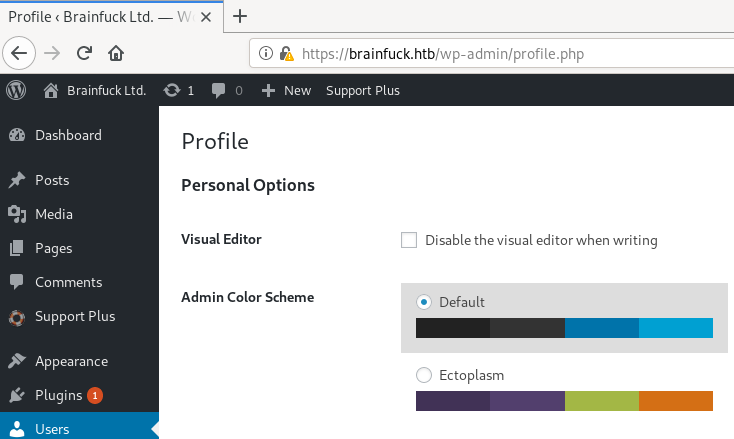 Profile ‹ Brainfuck Ltd. — W
https://brainfuck.htb/wp-admin/profile.php
Brainfuck Ltd. 1 0 New Support Plus
Dashboard
Posts
Media
Pages
Comments
Support Plus
Appearance
Plugins 1
Users
Profile
Personal Options
Visual Editor
Disable the visual editor when writing
Admin Color Scheme
Default
Ectoplasm